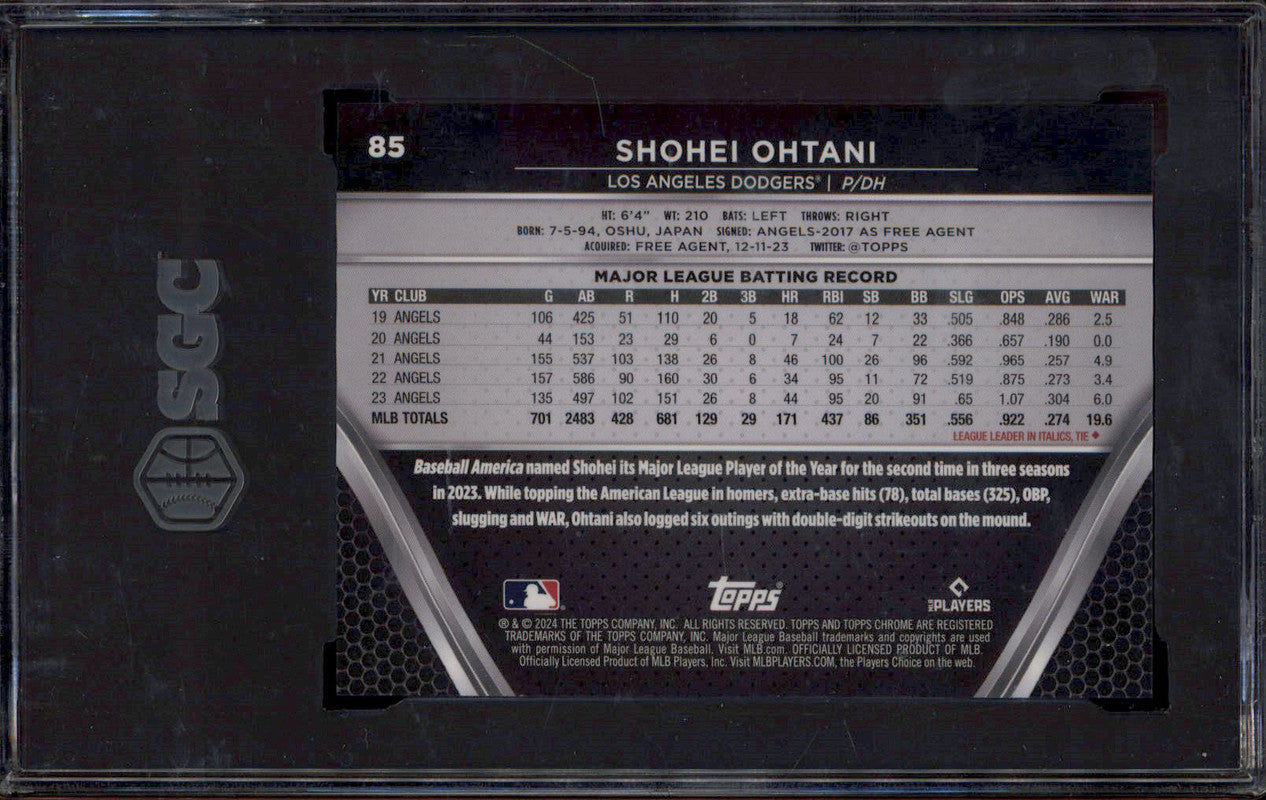 SGC
85
SHOHEI OHTANI
LOS ANGELES DODGERS® | P/DH
HT: 6'4" WT: 210 BATS: LEFT THROWS: RIGHT
BORN: 7-5-94, OSHU, JAPAN SIGNED: ANGELS-2017 AS FREE AGENT
ACQUIRED: FREE AGENT, 12-11-23 TWITTER: @TOPPS
MAJOR LEAGUE BATTING RECORD
YR CLUB G AB R H 2B 3B HR RBI SB BB SLG OPS AVG WAR
19 ANGELS 106 425 51 110 20 5 18 62 12 33 .505 .848 .286 2.5
20 ANGELS 44 153 23 29 6 0 7 24 7 22 .366 .657 .190 0.0
21 ANGELS 155 537 103 138 26 8 46 100 26 96 .592 .965 .257 4.9
22 ANGELS 157 586 90 160 30 6 34 95 11 72 .519 .875 .273 3.4
23 ANGELS 135 497 102 151 26 8 44 95 20 91 .65 1.07 .304 6.0
MLB TOTALS 701 2483 428 681 129 29 171 437 86 351 .556 .922 .274 19.6
LEAGUE LEADER IN ITALICS, TIE ♦
Baseball America named Shohei its Major League Player of the Year for the second time in three seasons
in 2023. While topping the American League in homers, extra-base hits (78), total bases (325), OBP,
slugging and WAR, Ohtani also logged six outings with double-digit strikeouts on the mound.
Topps®
PLAYERS
® & © 2024 THE TOPPS COMPANY, INC. ALL RIGHTS RESERVED. TOPPS AND TOPPS CHROME ARE REGISTERED
TRADEMARKS OF THE TOPPS COMPANY, INC. Major League Baseball trademarks and copyrights are used
with permission of Major League Baseball. Visit MLB.com. OFFICIALLY LICENSED PRODUCT OF MLB.
Officially Licensed Product of MLB Players, Inc. Visit MLBPLAYERS.COM, the Players Choice on the web.